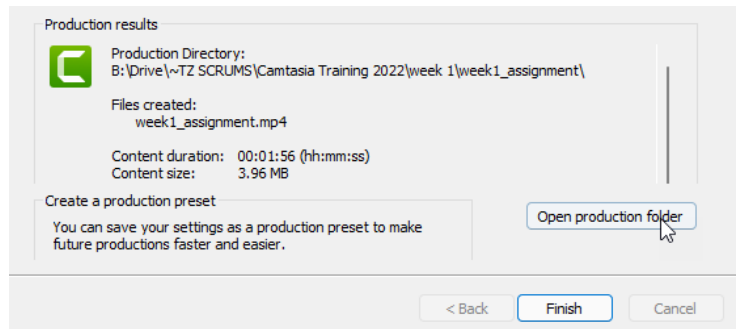 Production results
Production Directory:
B:\Drive\~TZ SCRUMS\Camtasia Training 2022\week 1\week1_assignment\
Files created:
week1_assignment.mp4
Content duration: 00:01:56 (hh:mm:ss)
Content size: 3.96 MB
Create a production preset
You can save your settings as a production preset to make
future productions faster and easier.
Open production folder
< Back Finish Cancel